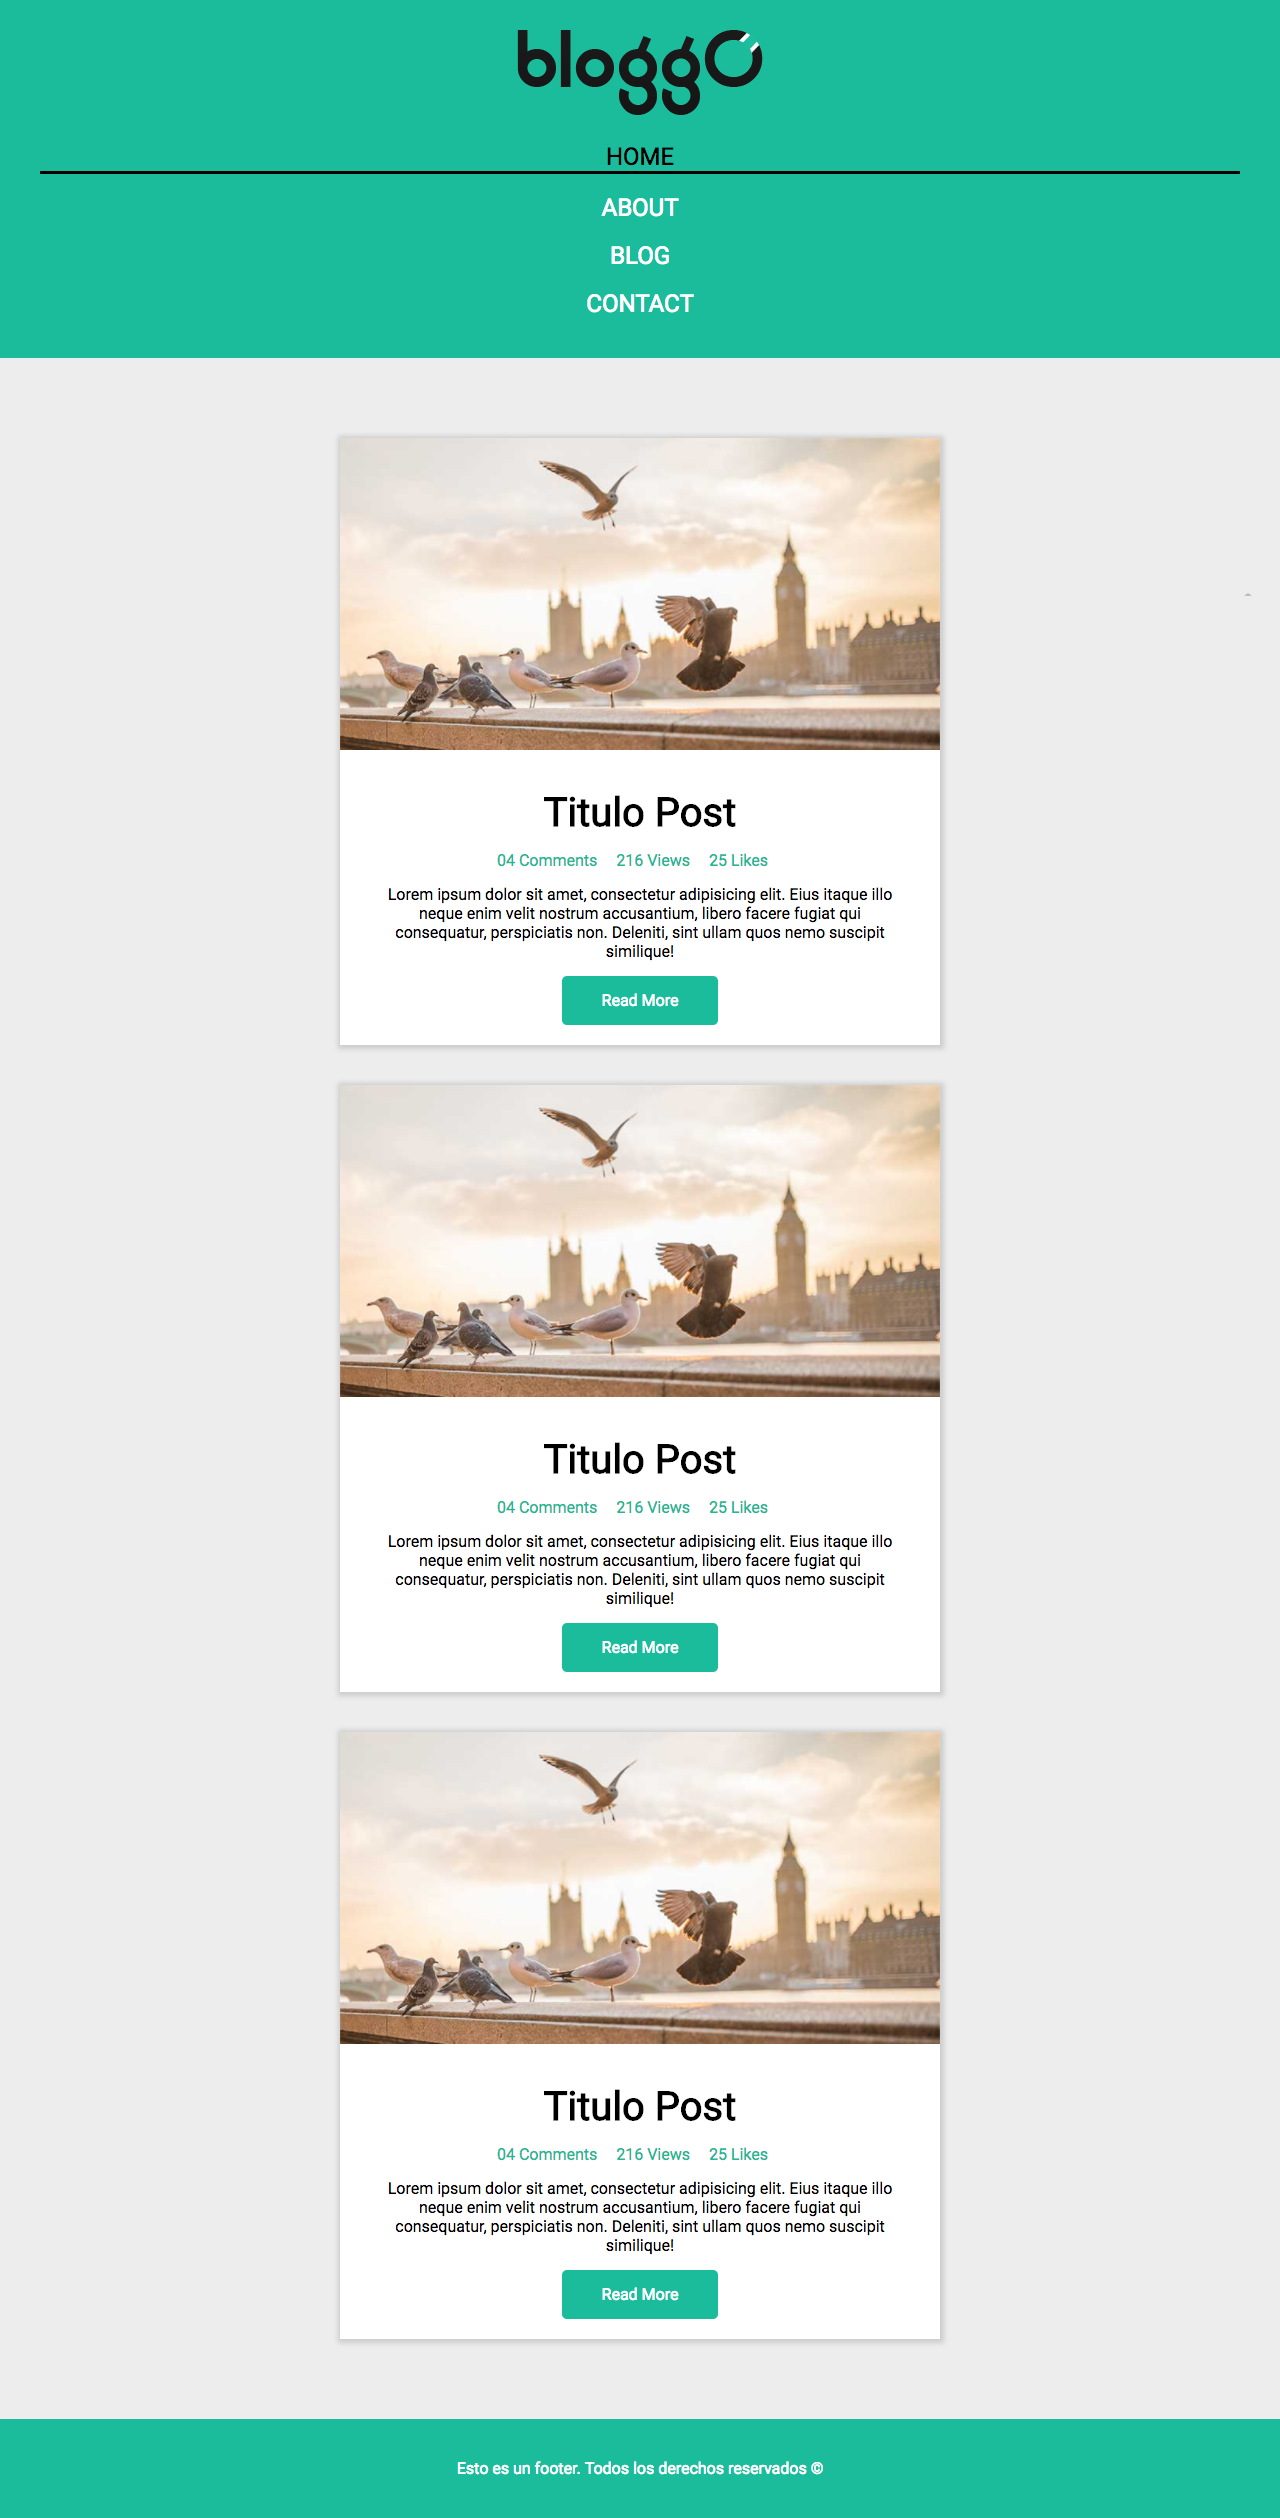 bloggO
HOME
ABOUT
BLOG
CONTACT
Titulo Post
04 Comments 216 Views 25 Likes
Lorem ipsum dolor sit amet, consectetur adipisicing elit. Eius itaque illo
neque enim velit nostrum accusantium, libero facere fugiat qui
consequatur, perspiciatis non. Deleniti, sint ullam quos nemo suscipit
similique!
Read More
Titulo Post
04 Comments 216 Views 25 Likes
Lorem ipsum dolor sit amet, consectetur adipisicing elit. Eius itaque illo
neque enim velit nostrum accusantium, libero facere fugiat qui
consequatur, perspiciatis non. Deleniti, sint ullam quos nemo suscipit
similique!
Read More
Titulo Post
04 Comments 216 Views 25 Likes
Lorem ipsum dolor sit amet, consectetur adipisicing elit. Eius itaque illo
neque enim velit nostrum accusantium, libero facere fugiat qui
consequatur, perspiciatis non. Deleniti, sint ullam quos nemo suscipit
similique!
Read More
Esto es un footer. Todos los derechos reservados ©